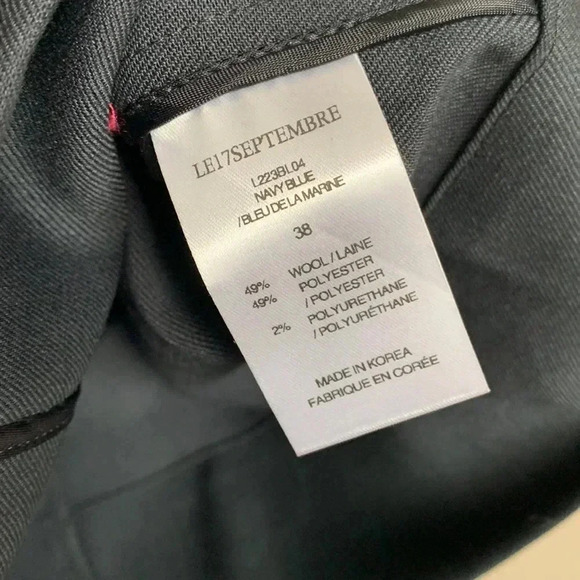 LE17SEPTEMBRE
L223BL04
NAVY BLUE
/BLEU DE LA MARINE
38
49% WOOL / LAINE
49% POLYESTER
/ POLYESTER
2% POLYURETHANE
/ POLYURÉTHANE
MADE IN KOREA
FABRIQUE EN CORÉE